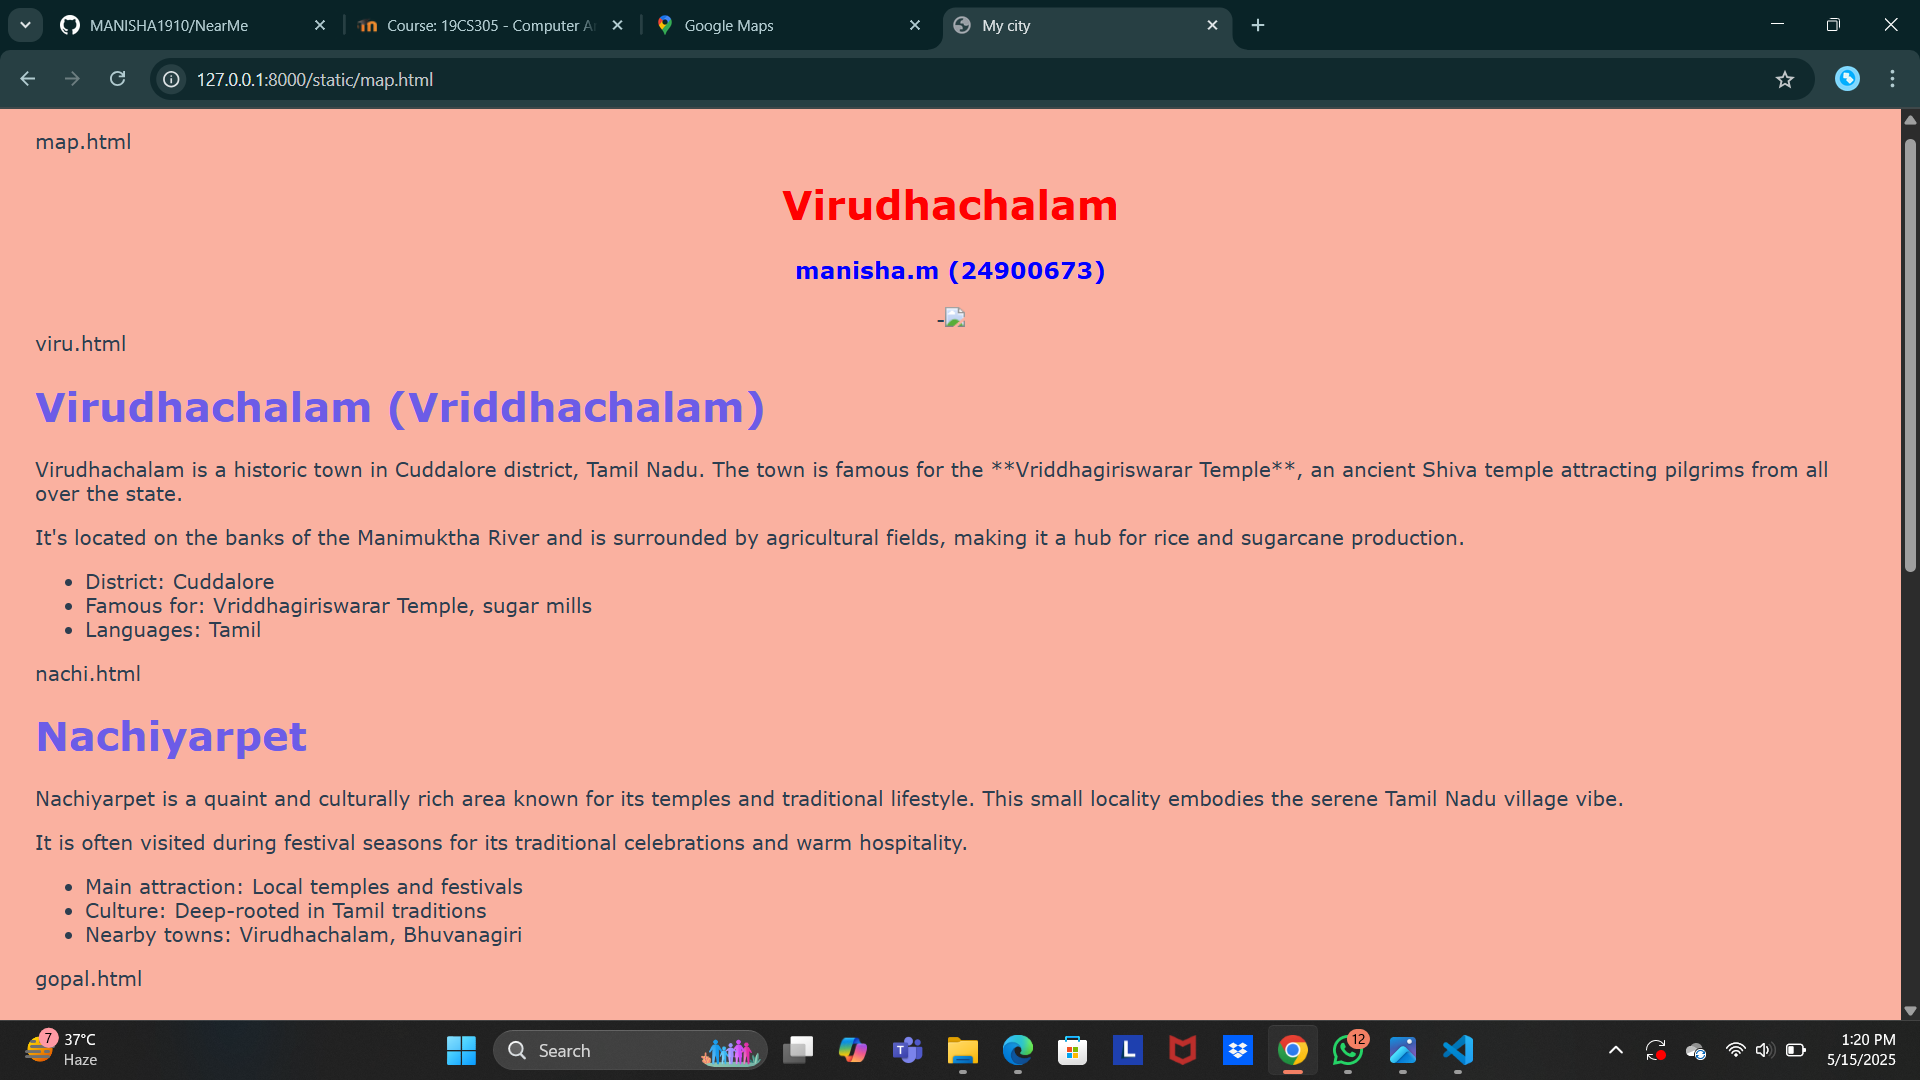 MANISHA1910/NearMe
Course: 19CS305 - Computer A
Google Maps
My city
127.0.0.1:8000/static/map.html
map.html
Virudhachalam
manisha.m (24900673)
-
viru.html
Virudhachalam (Vriddhachalam)
Virudhachalam is a historic town in Cuddalore district, Tamil Nadu. The town is famous for the **Vriddhagiriswarar Temple**, an ancient Shiva temple attracting pilgrims from all
over the state.
It's located on the banks of the Manimuktha River and is surrounded by agricultural fields, making it a hub for rice and sugarcane production.
• District: Cuddalore
• Famous for: Vriddhagiriswarar Temple, sugar mills
• Languages: Tamil
nachi.html
Nachiyarpet
Nachiyarpet is a quaint and culturally rich area known for its temples and traditional lifestyle. This small locality embodies the serene Tamil Nadu village vibe.
It is often visited during festival seasons for its traditional celebrations and warm hospitality.
• Main attraction: Local temples and festivals
• Culture: Deep-rooted in Tamil traditions
• Nearby towns: Virudhachalam, Bhuvanagiri
gopal.html
7
37°C
Haze
Search
L
12
1:20 PM
5/15/2025